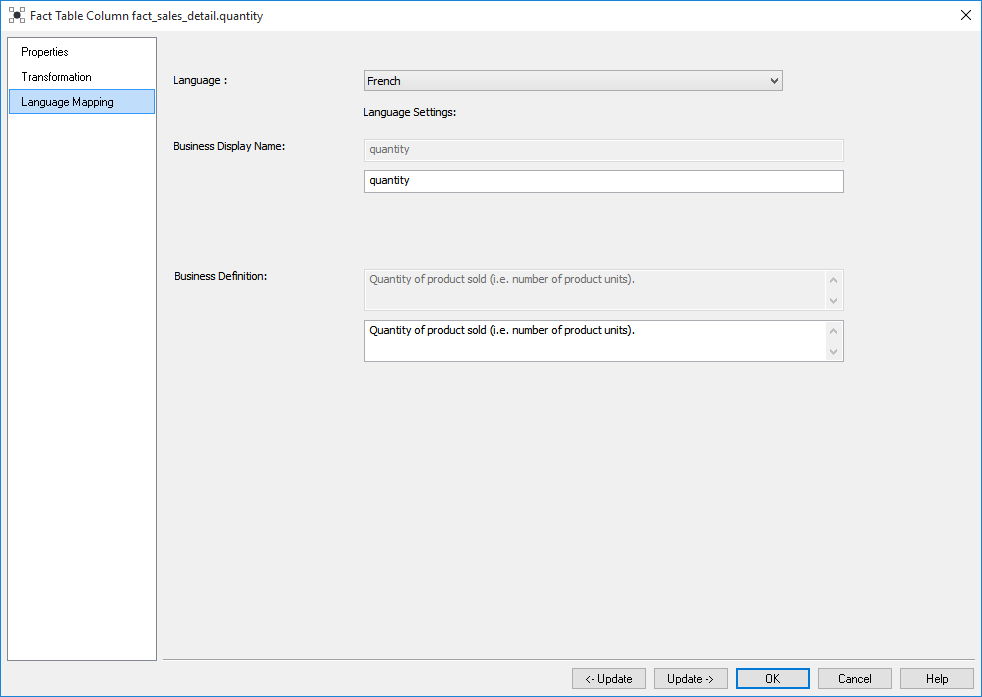 Fact Table Column fact_sales_detail.quantity
Properties
Transformation
Language Mapping
Language :
French
Language Settings:
Business Display Name:
quantity
quantity
Business Definition:
Quantity of product sold (i.e. number of product units).
Quantity of product sold (i.e. number of product units).
<- Update
Update ->
OK
Cancel
Help